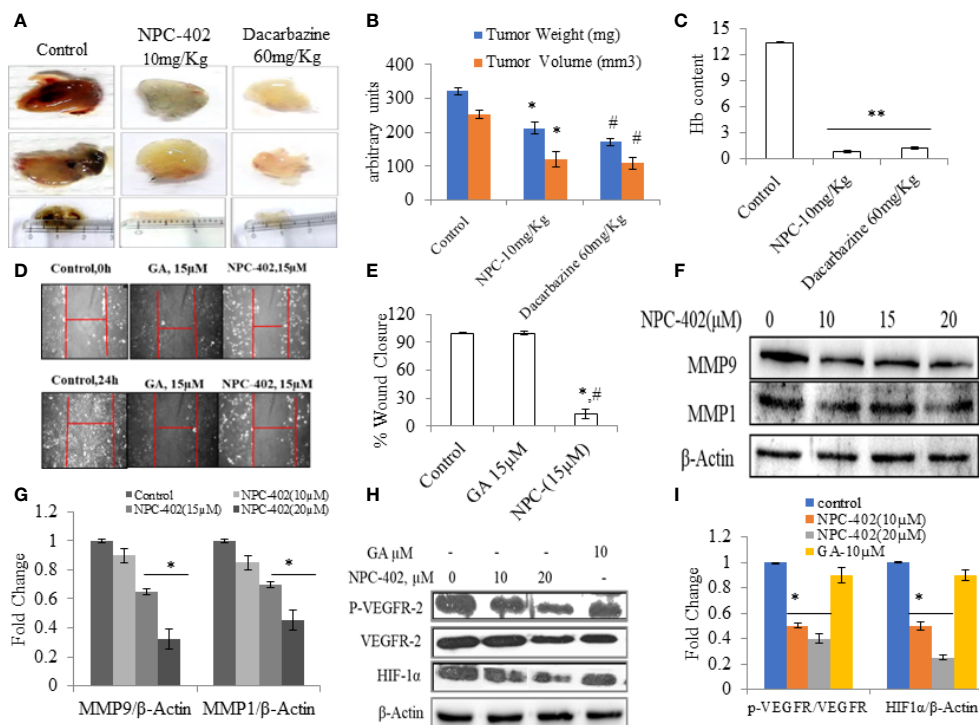 A
Control
NPC-402
10mg/Kg
Dacarbazine
60mg/Kg
B
Tumor Weight (mg)
Tumor Volume (mm3)
arbitrary units
400
300
200
100
0
*
*
#
#
Control
NPC-10mg/Kg
Dacarbazine 60mg/Kg
C
Hb content
15
12
9
6
3
0
**
Control
NPC-10mg/Kg
Dacarbazine 60mg/Kg
D
Control,0h
GA, 15µM
NPC-402,15µM
Control,24h
GA, 15µM
NPC-402, 15µM
E
% Wound Closure
120
90
60
30
0
*,#
Control
GA 15µM
NPC-(15µM)
F
NPC-402(µM)
0 10 15 20
MMP9
MMP1
β-Actin
G
Control
NPC-402(10µM)
NPC-402(15µM)
NPC-402(20µM)
Fold Change
1.2
1
0.8
0.6
0.4
0.2
0
*
*
MMP9/β-Actin
MMP1/β-Actin
H
GA µM - - - 10
NPC-402, µM 0 10 20 -
P-VEGFR-2
VEGFR-2
HIF-1α
β-Actin
I
control
NPC-402(10µM)
NPC-402(20µM)
GA-10µM
Fold Change
1.2
1
0.8
0.6
0.4
0.2
0
*
*
p-VEGFR/VEGFR
HIF1α/β-Actin